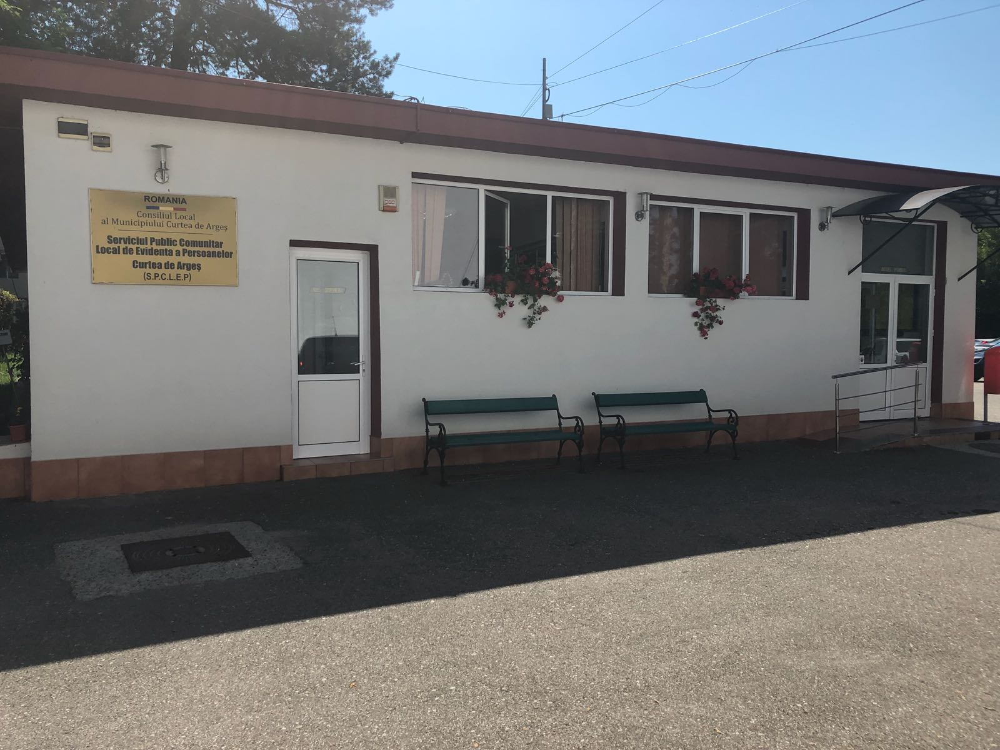 ROMANIA
Consiliul Local
al Municipiului Curtea de Argeş
Serviciul Public Comunitar
Local de Evidenta a Persoanelor
Curtea de Argeş
(S.P.C.L.E.P)